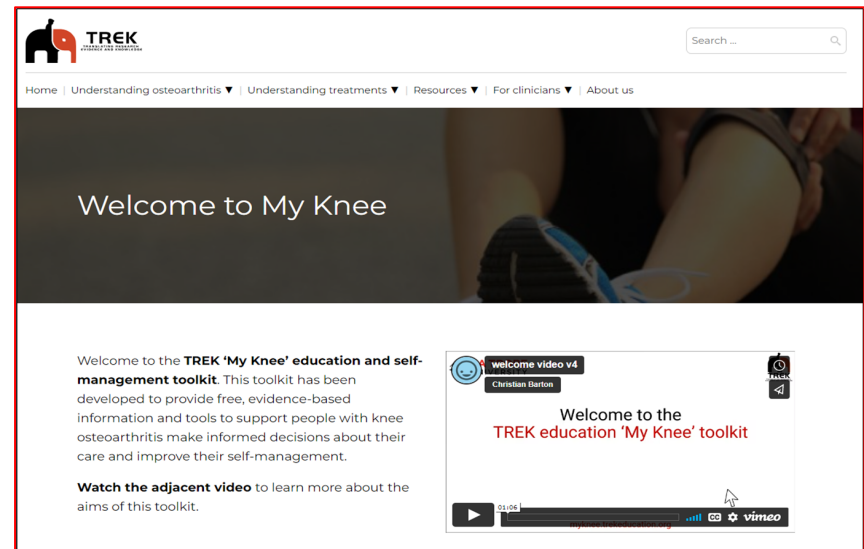 TREK
TRANSLATING RESEARCH
EVIDENCE AND KNOWLEDGE
Search ...
Home | Understanding osteoarthritis ▼ | Understanding treatments ▼ | Resources ▼ | For clinicians ▼ | About us
Welcome to My Knee
Welcome to the TREK ‘My Knee’ education and self-
management toolkit. This toolkit has been
developed to provide free, evidence-based
information and tools to support people with knee
osteoarthritis make informed decisions about their
care and improve their self-management.
Watch the adjacent video to learn more about the
aims of this toolkit.
welcome video v4
Christian Barton
TREK
Welcome to the
TREK education ‘My Knee’ toolkit
01:06
CC vimeo
myknee.trekeducation.org